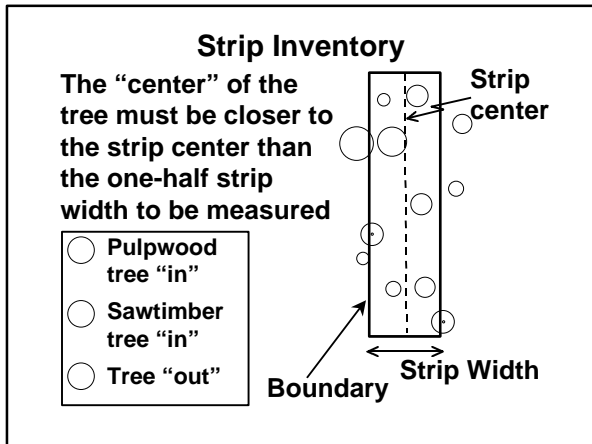 Strip Inventory
The “center” of the
tree must be closer to
the strip center than
the one-half strip
width to be measured
Pulpwood
tree “in”
Sawtimber
tree “in”
Tree “out”
Strip
center
Boundary
Strip Width